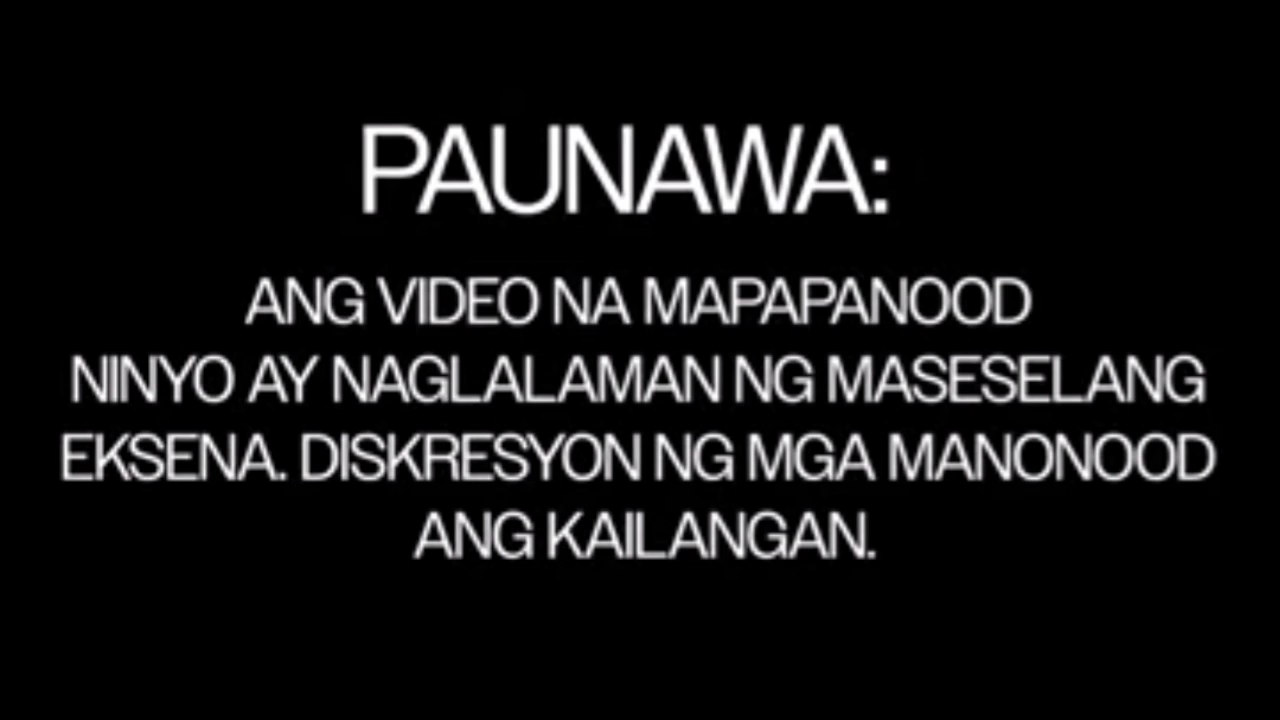 PAUNAWA:
ANG VIDEO NA MAPAPANOOD
NINYO AY NAGLALAMAN NG MASESELANG
EKSENA. DISKRESYON NG MGA MANONOOD
ANG KAILANGAN.